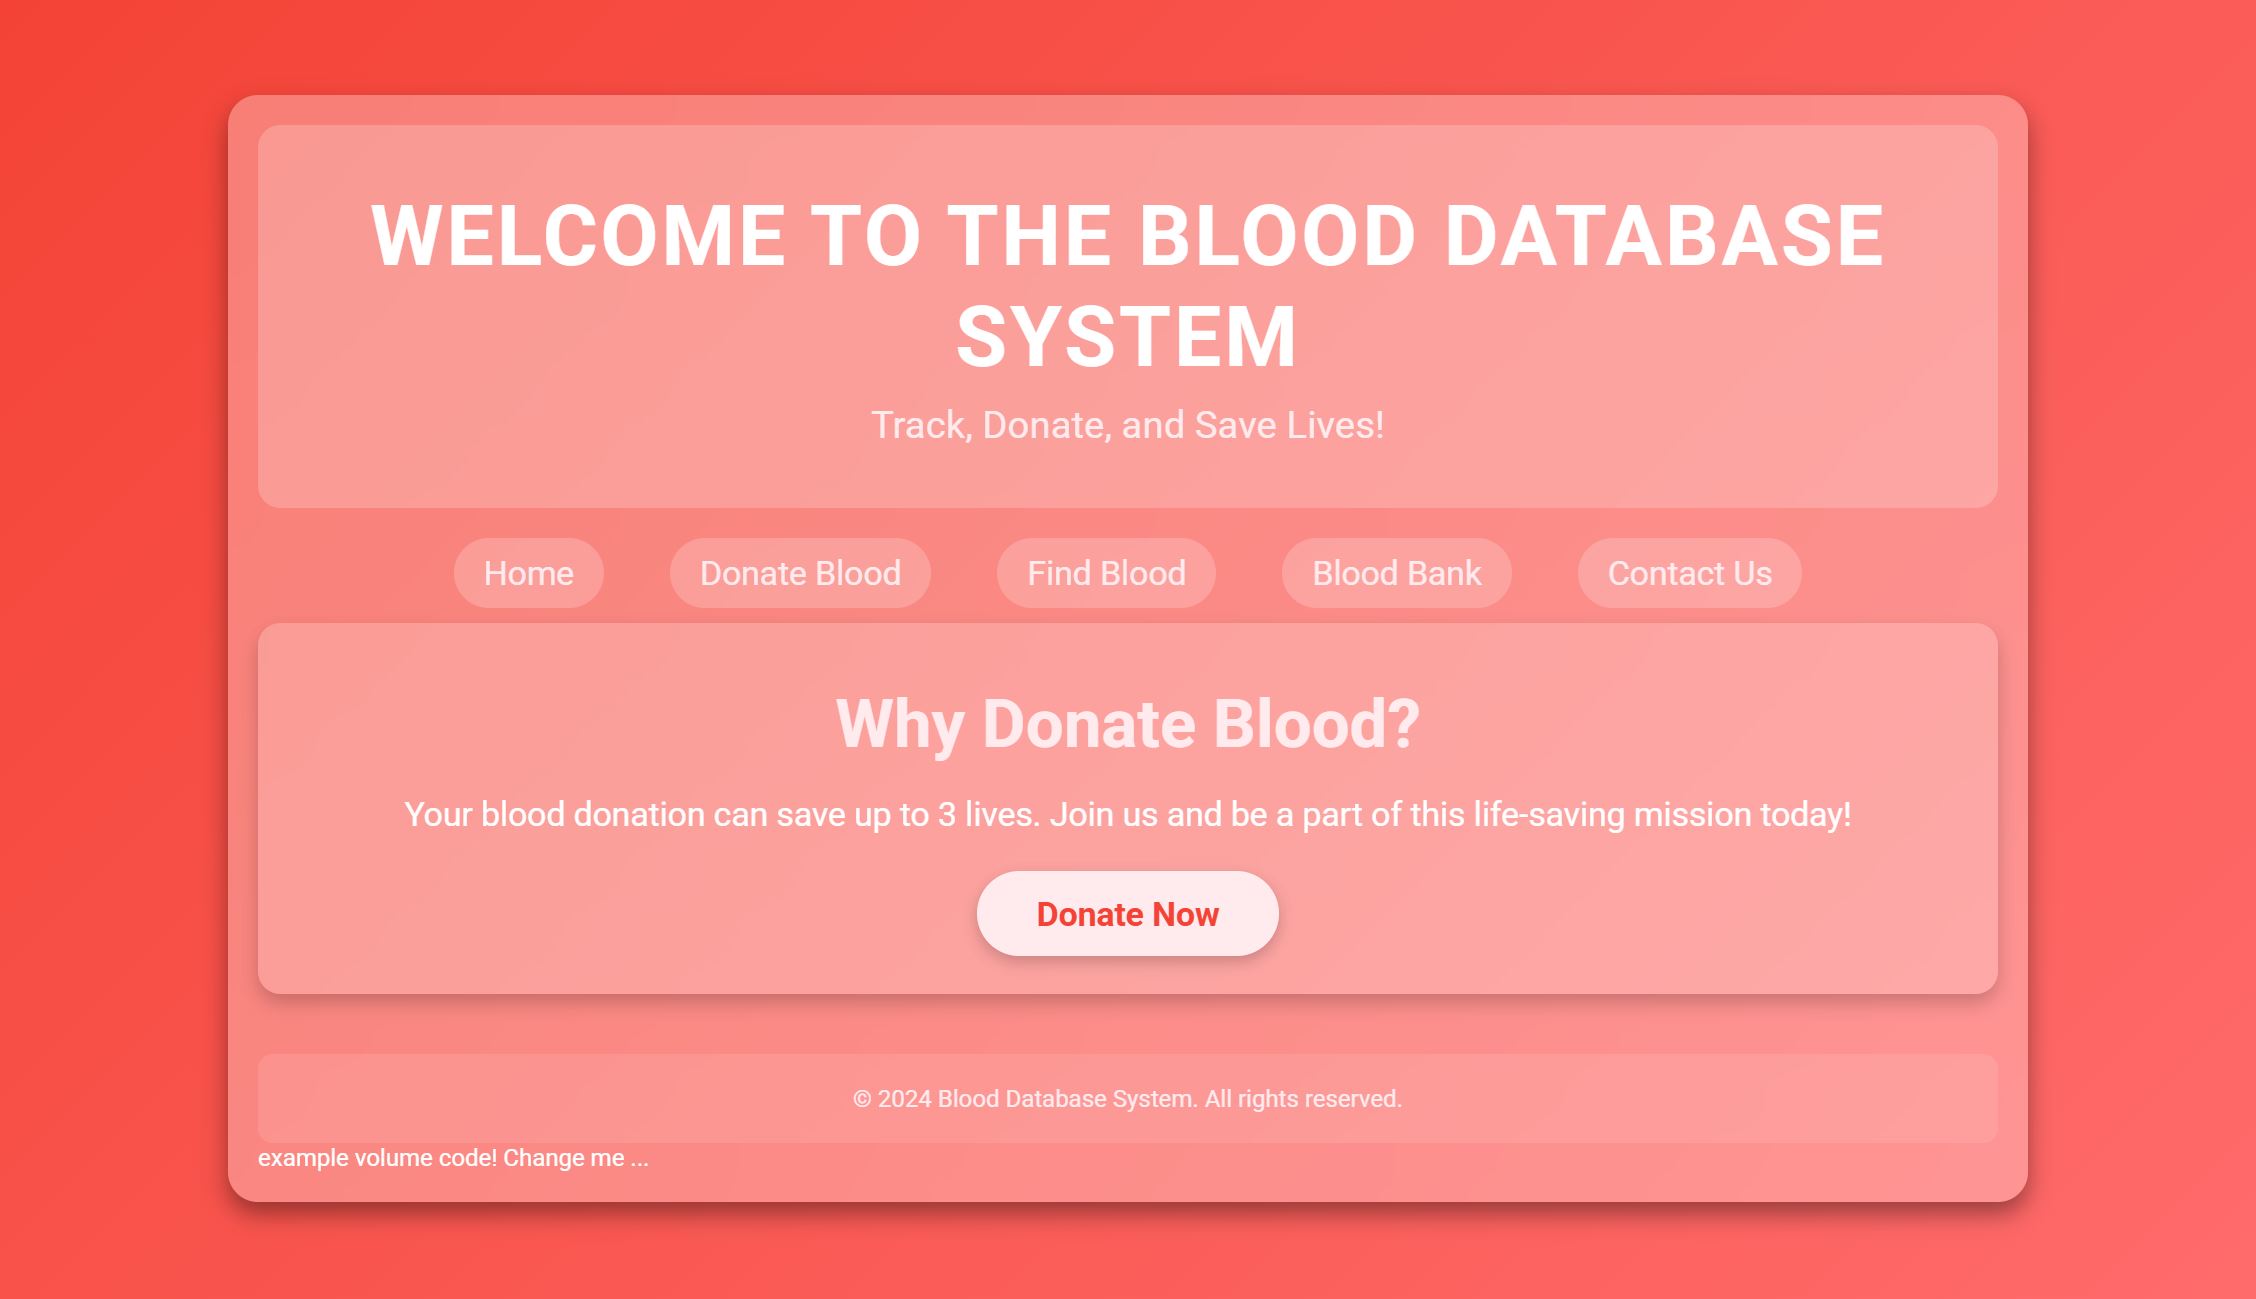 WELCOME TO THE BLOOD DATABASE
SYSTEM
Track, Donate, and Save Lives!
Home
Donate Blood
Find Blood
Blood Bank
Contact Us
Why Donate Blood?
Your blood donation can save up to 3 lives. Join us and be a part of this life-saving mission today!
Donate Now
© 2024 Blood Database System. All rights reserved.
example volume code! Change me ...